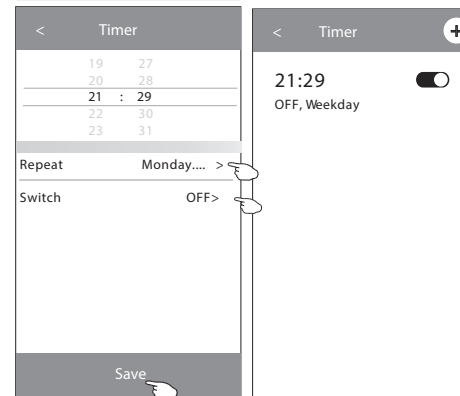 < Timer
19 27
20 28
21 : 29
22 30
23 31
Repeat Monday.... >
Switch OFF>
Save
< Timer +
21:29
OFF, Weekday